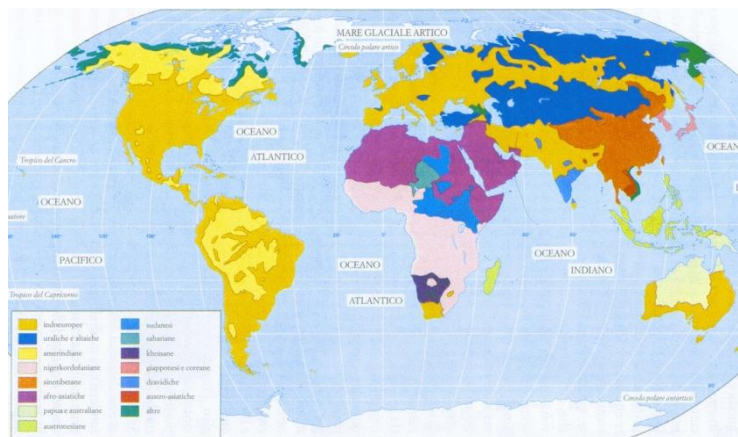 MARE GLACIALE ARTICO
Circolo polare artico
OCEANO
ATLANTICO
Tropico del Cancro
OCEANO
OCEANO
PACIFICO
OCEANO
OCEANO
INDIANO
ATLANTICO
Tropico del Capricorno
Circolo polare antartico
indoeuropee
uraliche e altaiche
amerindiane
nigerkordofaniane
sinotibetane
afro-asiatiche
papua e australiane
austronesiane
sudanesi
sahariane
khoisane
giapponesi e coreane
dravidiche
austro-asiatiche
altre